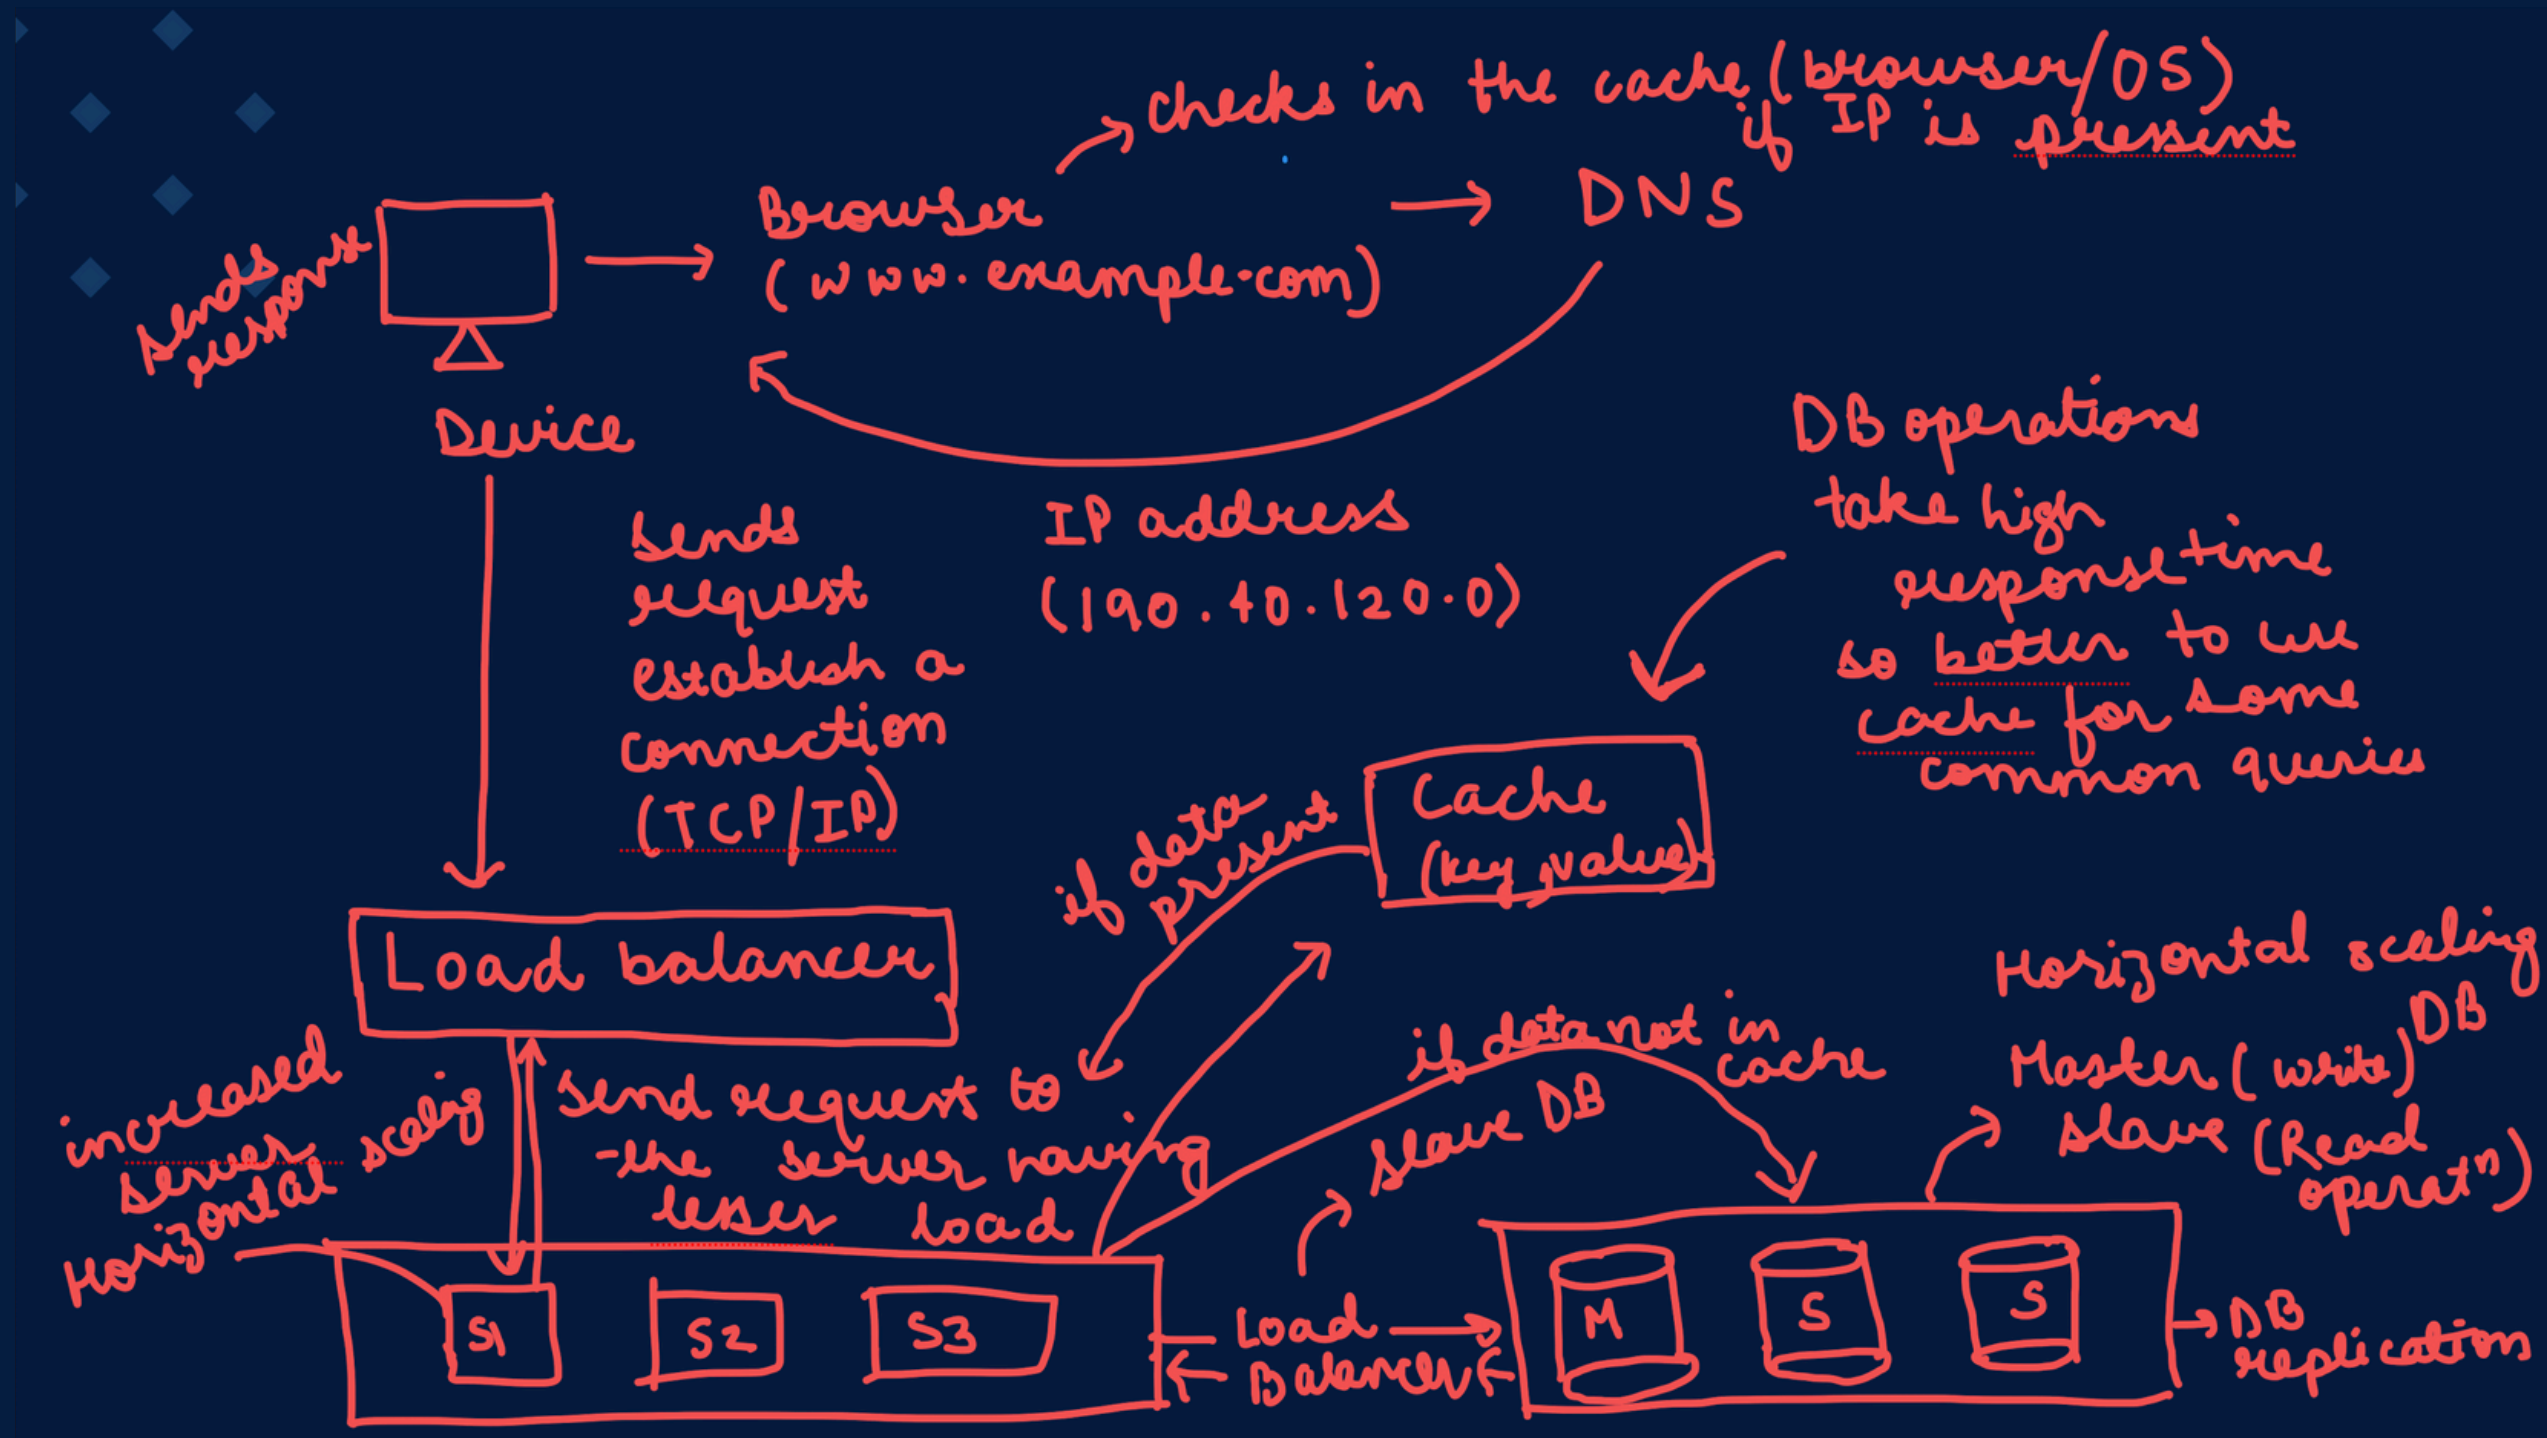 checks in the cache (browser/OS)
if IP is present
Browser
(www.example.com)
DNS
sends
response
Device
IP address
(190.40.120.0)
sends
request
establish a
connection
(TCP/IP)
DB operations
take high
response time
so better to use
cache for some
common queries
Cache
(key, value)
if data
present
Load balancer
increased
server
Horizontal scaling
send request to
the server having
lesser load
if data not in
cache
slave DB
Horizontal scaling
DB
Master (write)
slave (Read
operatn)
S1
S2
S3
Load
Balancer
M
S
S
DB
replication